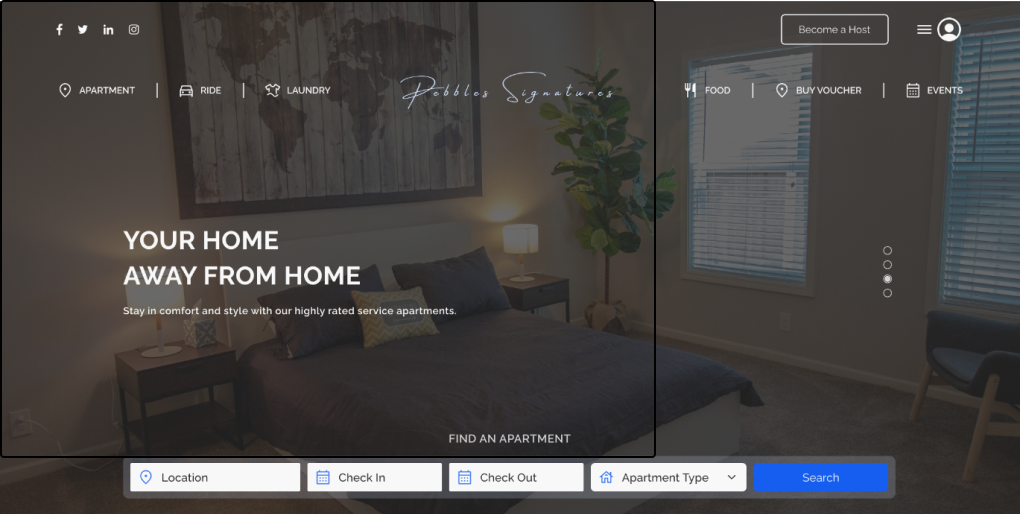 Become a Host
APARTMENT
RIDE
LAUNDRY
Pebbles Signatures
FOOD
BUY VOUCHER
EVENTS
YOUR HOME
AWAY FROM HOME
Stay in comfort and style with our highly rated service apartments.
FIND AN APARTMENT
Location
Check In
Check Out
Apartment Type
Search